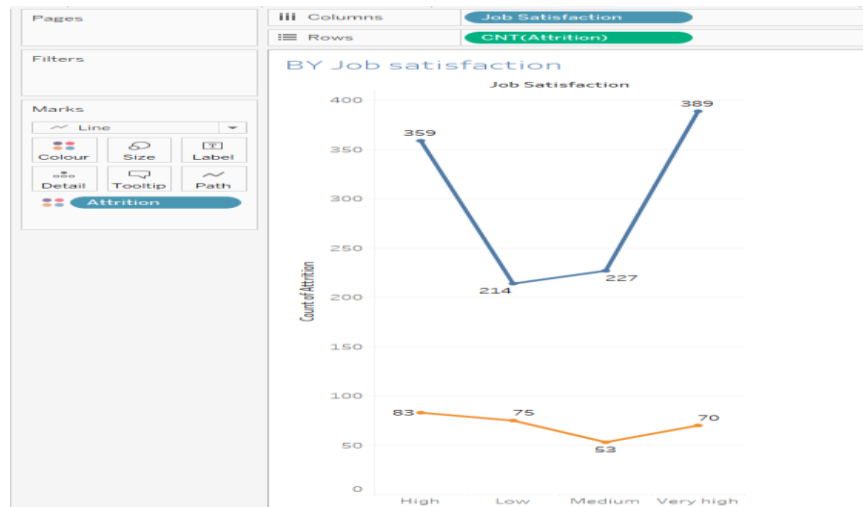 Pages
Filters
Marks
Line
Colour Size Label
Detail Tooltip Path
Attrition
Columns Job Satisfaction
Rows CNT(Attrition)
BY Job satisfaction
Job Satisfaction
Count of Attrition
400
350
300
250
200
150
100
50
0
359
214
227
389
83
75
53
70
High Low Medium Very high